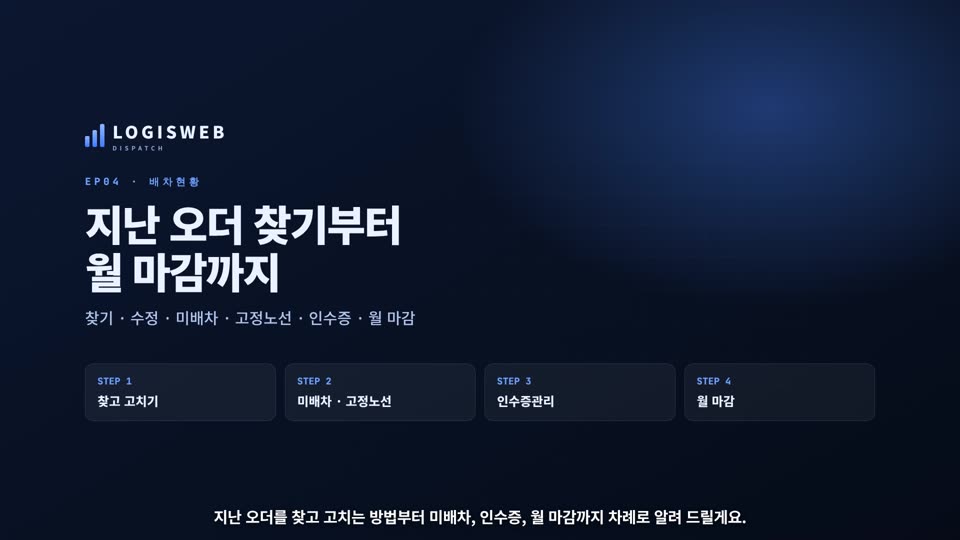 LOGISWEB
DISPATCH
EP04 · 배차현황
지난 오더 찾기부터
월 마감까지
찾기 · 수정 · 미배차 · 고정노선 · 인수증 · 월 마감
STEP 1
찾고 고치기
STEP 2
미배차 · 고정노선
STEP 3
인수증관리
STEP 4
월 마감
지난 오더를 찾고 고치는 방법부터 미배차, 인수증, 월 마감까지 차례로 알려 드릴게요.